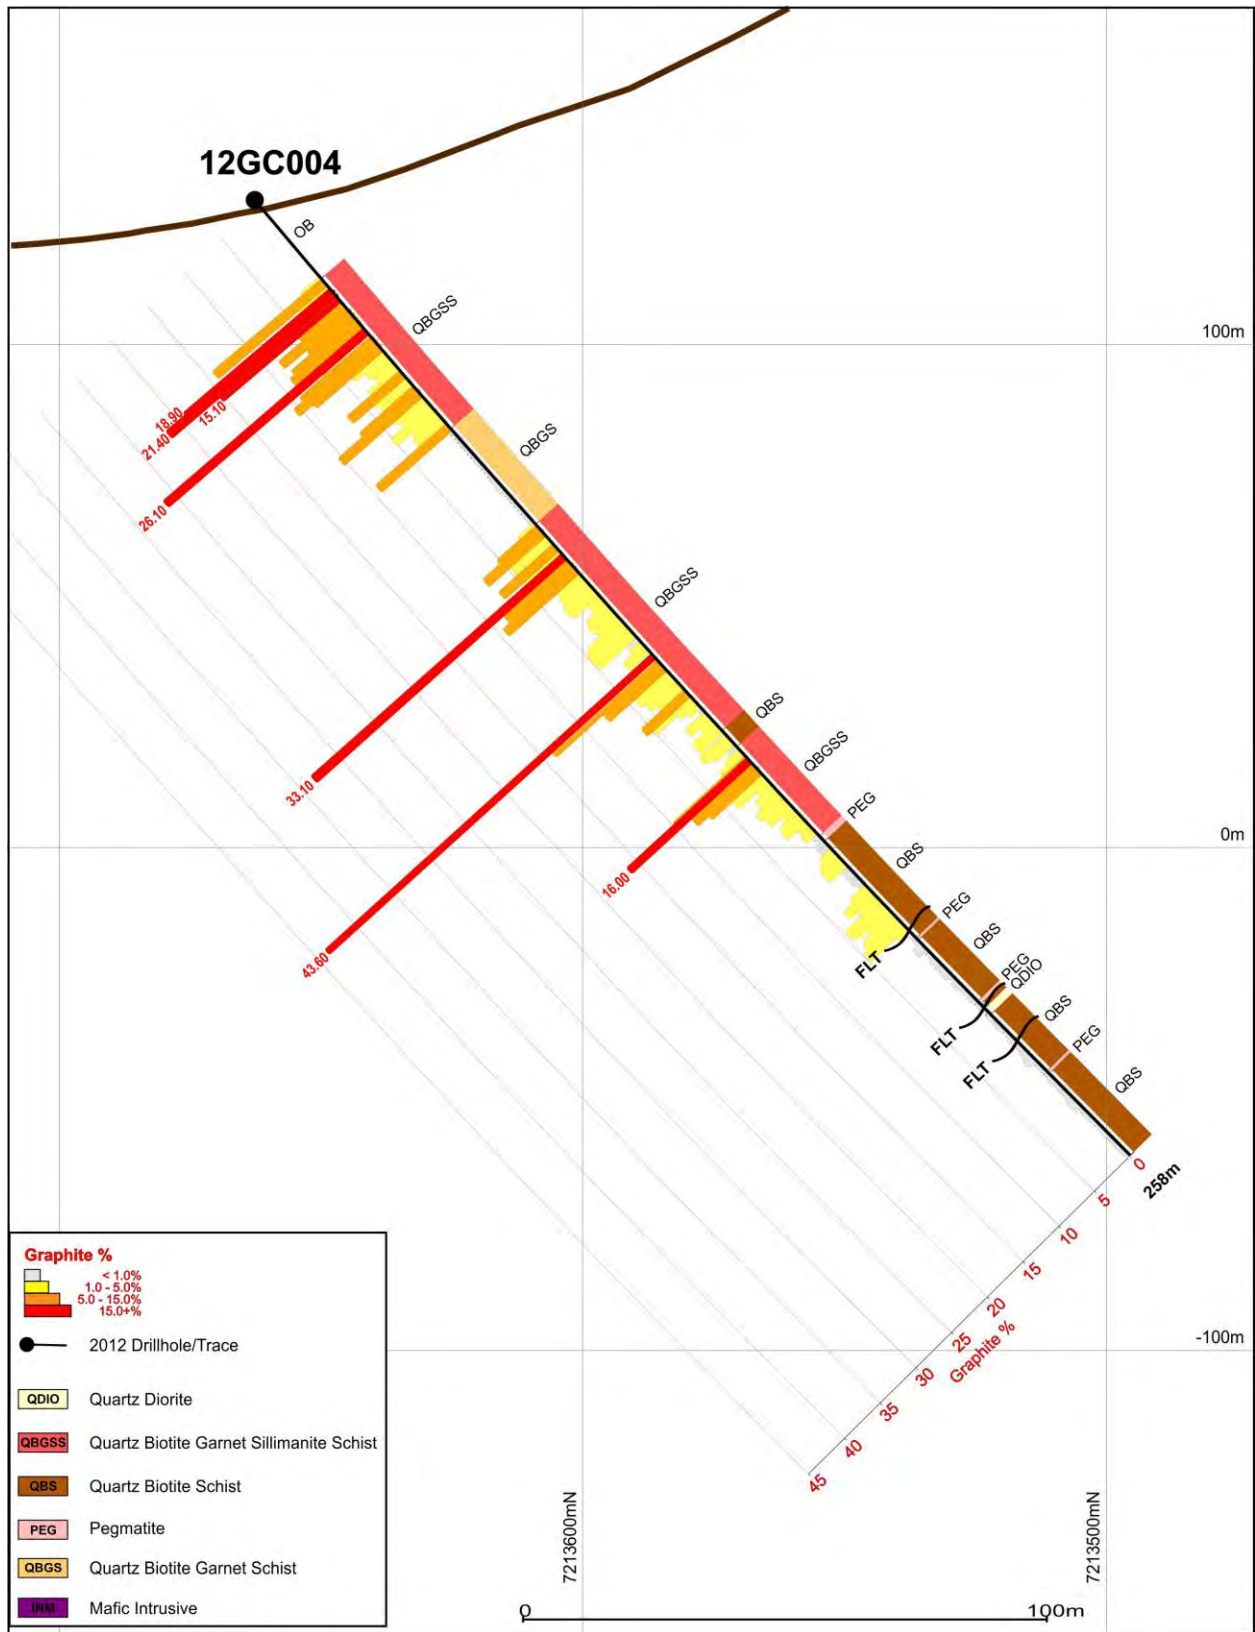 12GC004
OB
QBGSS
100m
18.90
15.10
21.40
QBGS
26.10
QBGSS
QBS
QBGSS
33.10
PEG
0m
QBS
16.00
PEG
QBS
43.60
FLT
PEG
QDIO
QBS
FLT
PEG
FLT
QBS
258m
0
5
10
15
20
25
30
35
40
45
Graphite %
-100m
Graphite %
< 1.0%
1.0 - 5.0%
5.0 - 15.0%
15.0+%
2012 Drillhole/Trace
QDIO Quartz Diorite
QBGSS Quartz Biotite Garnet Sillimanite Schist
QBS Quartz Biotite Schist
PEG Pegmatite
QBGS Quartz Biotite Garnet Schist
INM Mafic Intrusive
7213600mN
7213500mN
0 100m